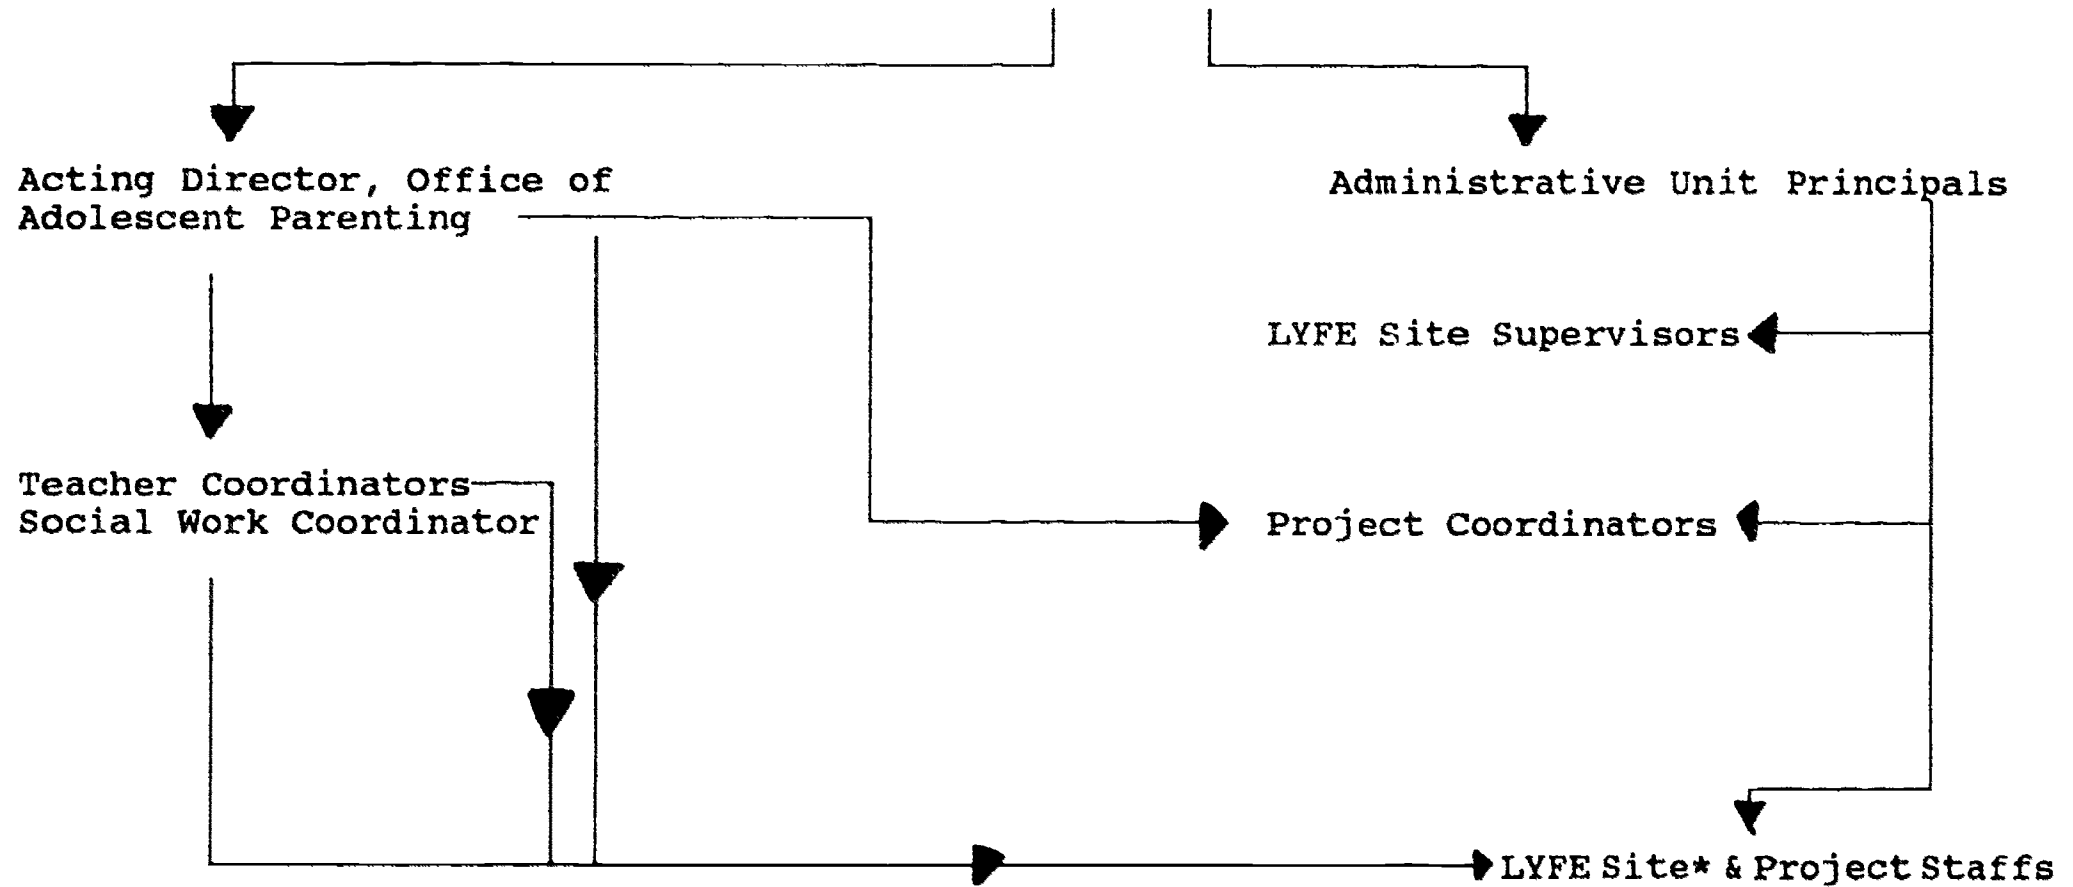 Acting Director, Office of
Adolescent Parenting
Administrative Unit Principals
LYFE Site Supervisors
Teacher Coordinators
Social Work Coordinator
Project Coordinators
LYFE Site* & Project Staffs